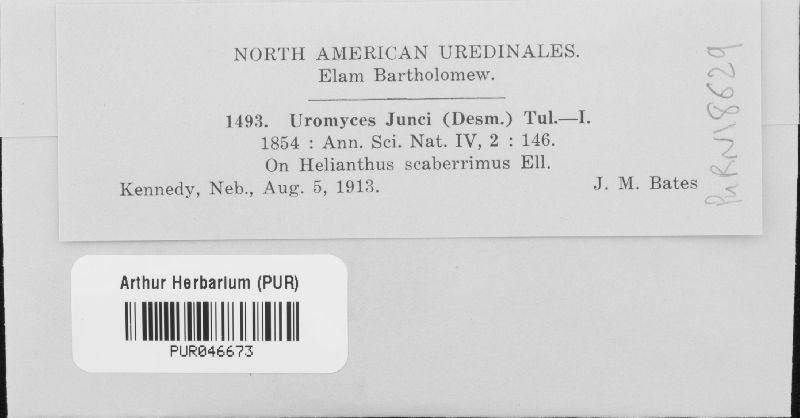 NORTH AMERICAN UREDINALES.
Elam Bartholomew.
1493. Uromyces Junci (Desm.) Tul.—I.
1854 : Ann. Sci. Nat. IV, 2 : 146.
On Helianthus scaberrimus Ell.
Kennedy, Neb., Aug. 5, 1913. J. M. Bates
PURN18629
Arthur Herbarium (PUR)
PUR046673